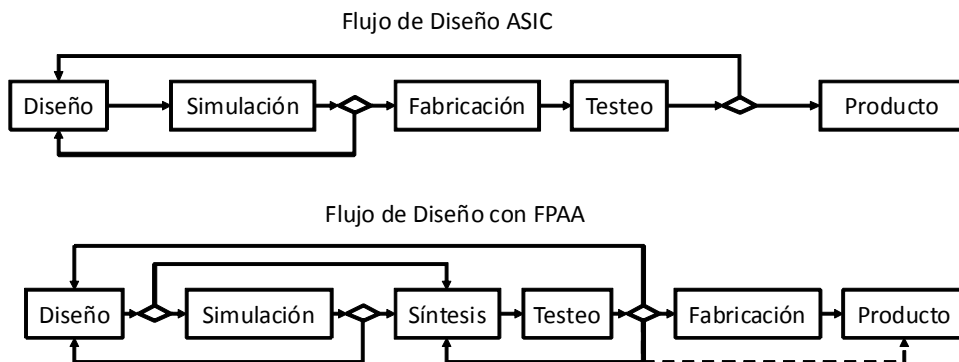 Flujo de Diseño ASIC
Diseño Simulación Fabricación Testeo Producto
Flujo de Diseño con FPAA
Diseño Simulación Síntesis Testeo Fabricación Producto